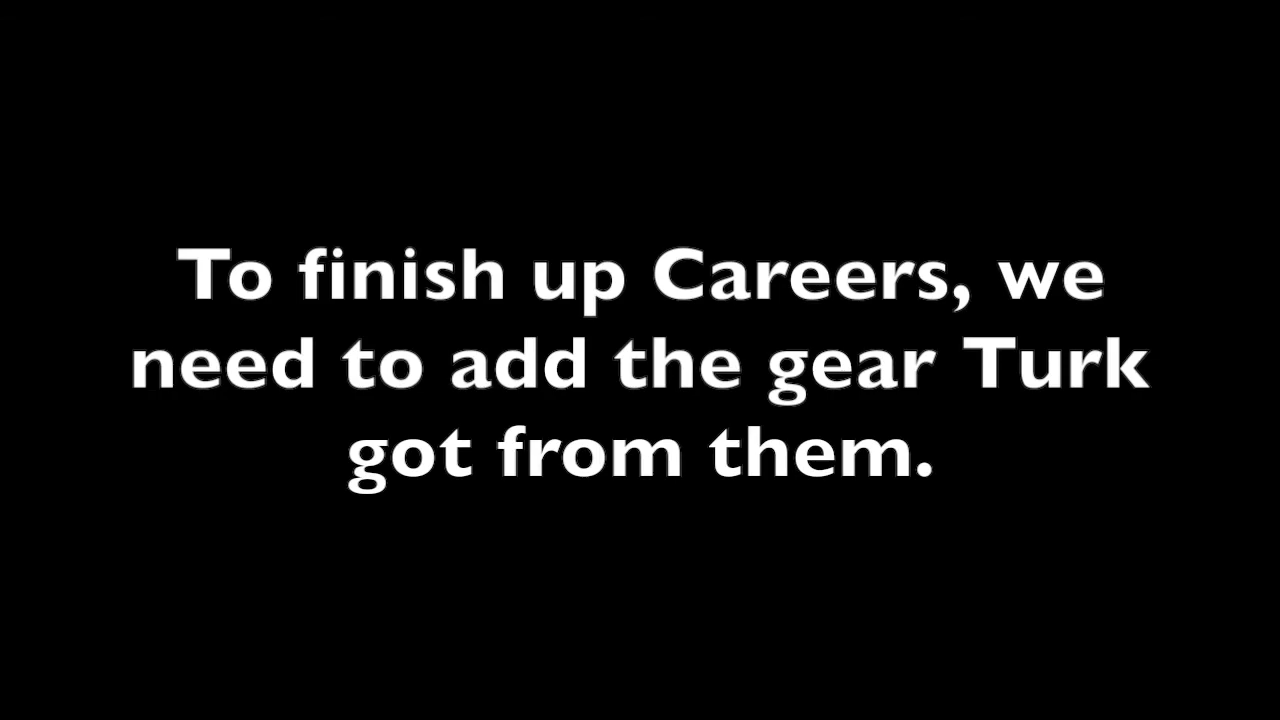 To finish up Careers, we
need to add the gear Turk
got from them.